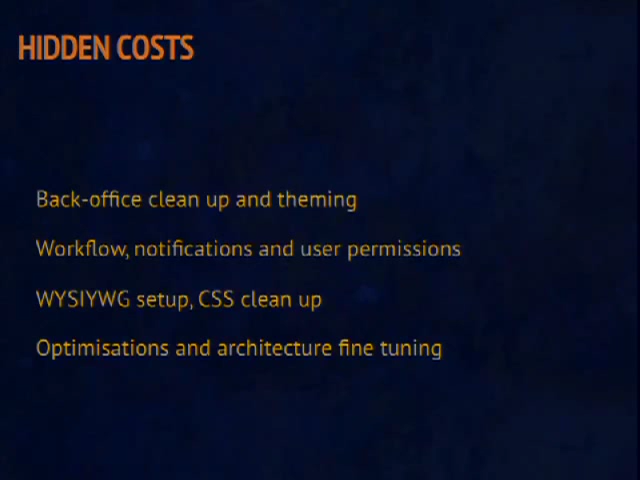 HIDDEN COSTS
Back-office clean up and theming
Workflow, notifications and user permissions
WYSIYWG setup, CSS clean up
Optimisations and architecture fine tuning